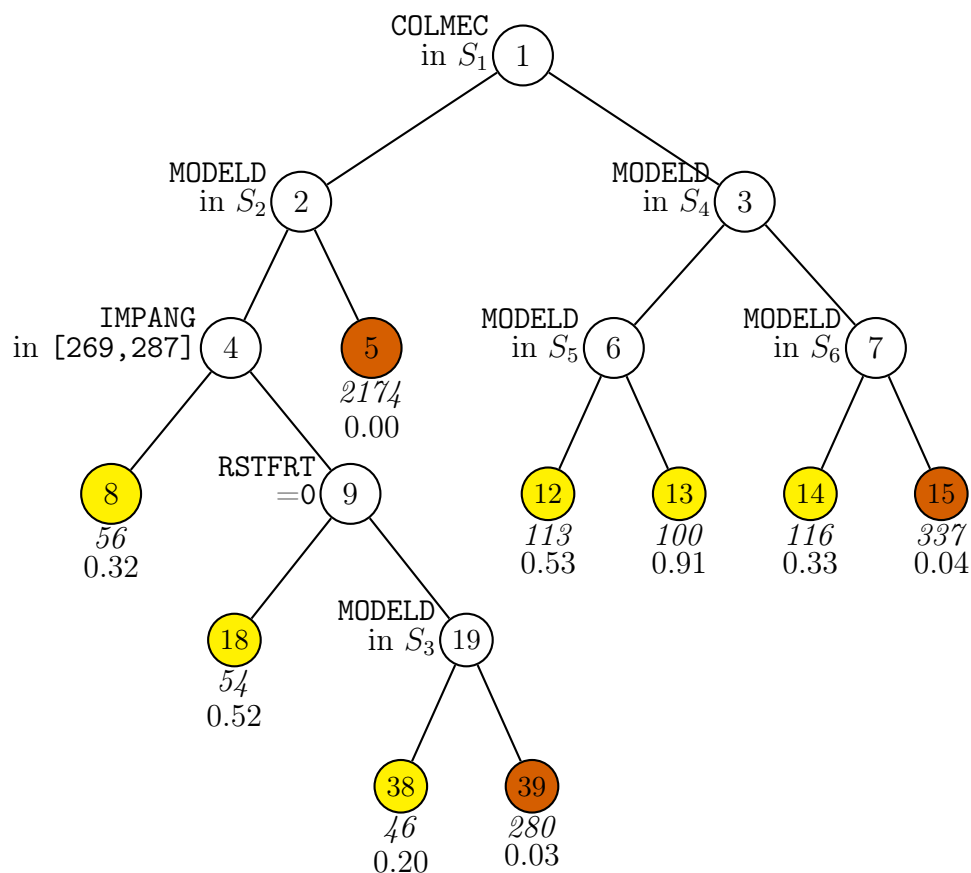 COLMEC
in S₁
1
MODELD
in S₂
2
MODELD
in S₄
3
IMPANG
in [269,287]
4
5
2174
0.00
MODELD
in S₅
6
MODELD
in S₆
7
8
56
0.32
RSTFRT
=0
9
12
113
0.53
13
100
0.91
14
116
0.33
15
337
0.04
18
54
0.52
MODELD
in S₃
19
38
46
0.20
39
280
0.03